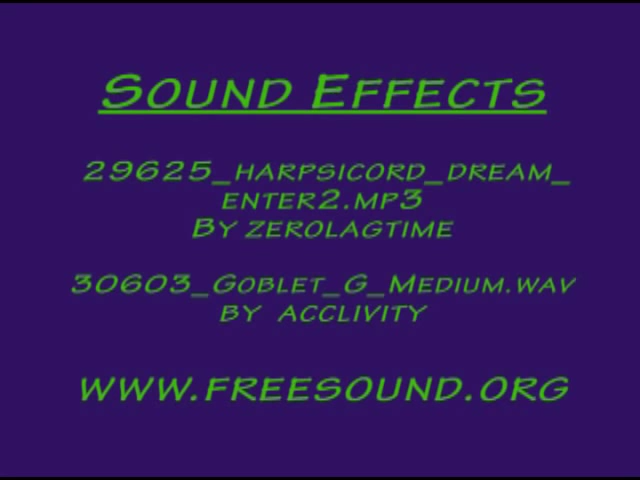 Sound Effects
29625_harpsicord_dream_
enter2.mp3
By zerolagtime
30603_Goblet_G_Medium.wav
by acclivity
www.freesound.org